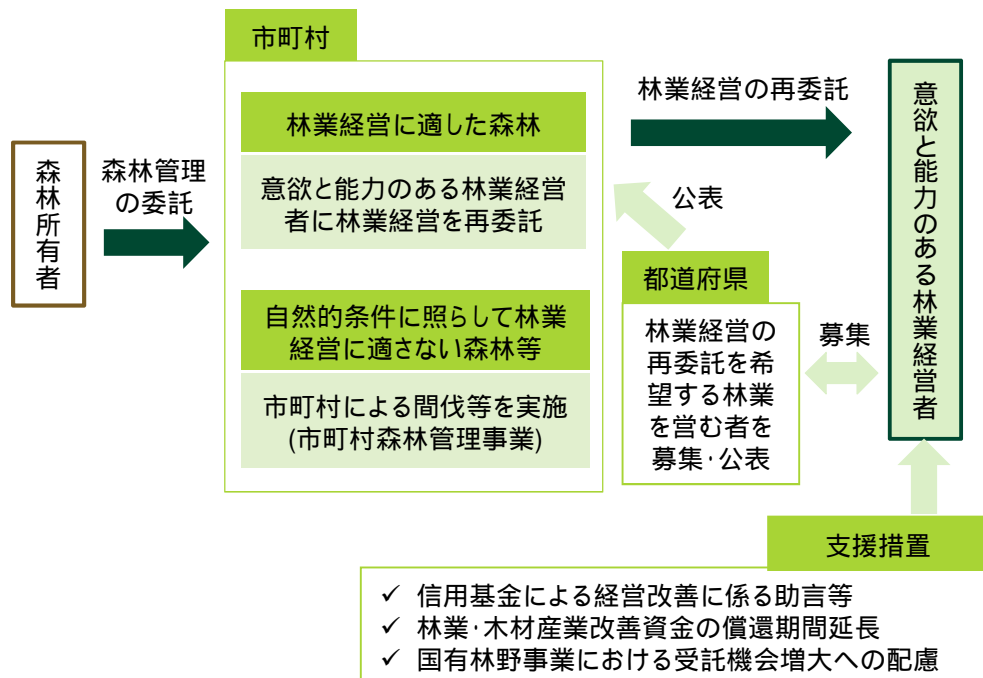 市町村
森林所有者
森林管理
の委託
林業経営に適した森林
意欲と能力のある林業経営
者に林業経営を再委託
自然的条件に照らして林業
経営に適さない森林等
市町村による間伐等を実施
(市町村森林管理事業)
林業経営の再委託
公表
都道府県
林業経営の
再委託を希
望する林業
を営む者を
募集・公表
募集
意欲と能力のある林業経営者
支援措置
✓ 信用基金による経営改善に係る助言等
✓ 林業・木材産業改善資金の償還期間延長
✓ 国有林野事業における受託機会増大への配慮